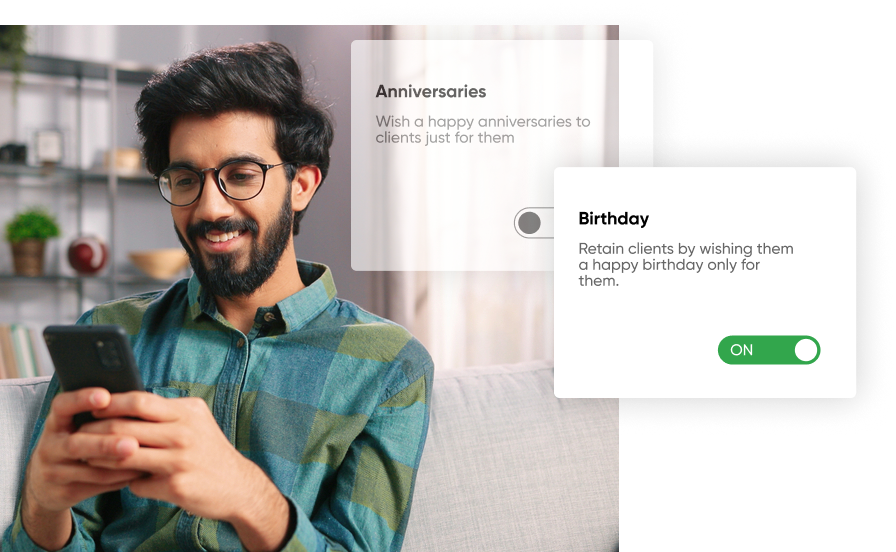 Anniversaries
Wish a happy anniversaries to
clients just for them
Birthday
Retain clients by wishing them
a happy birthday only for
them.
ON